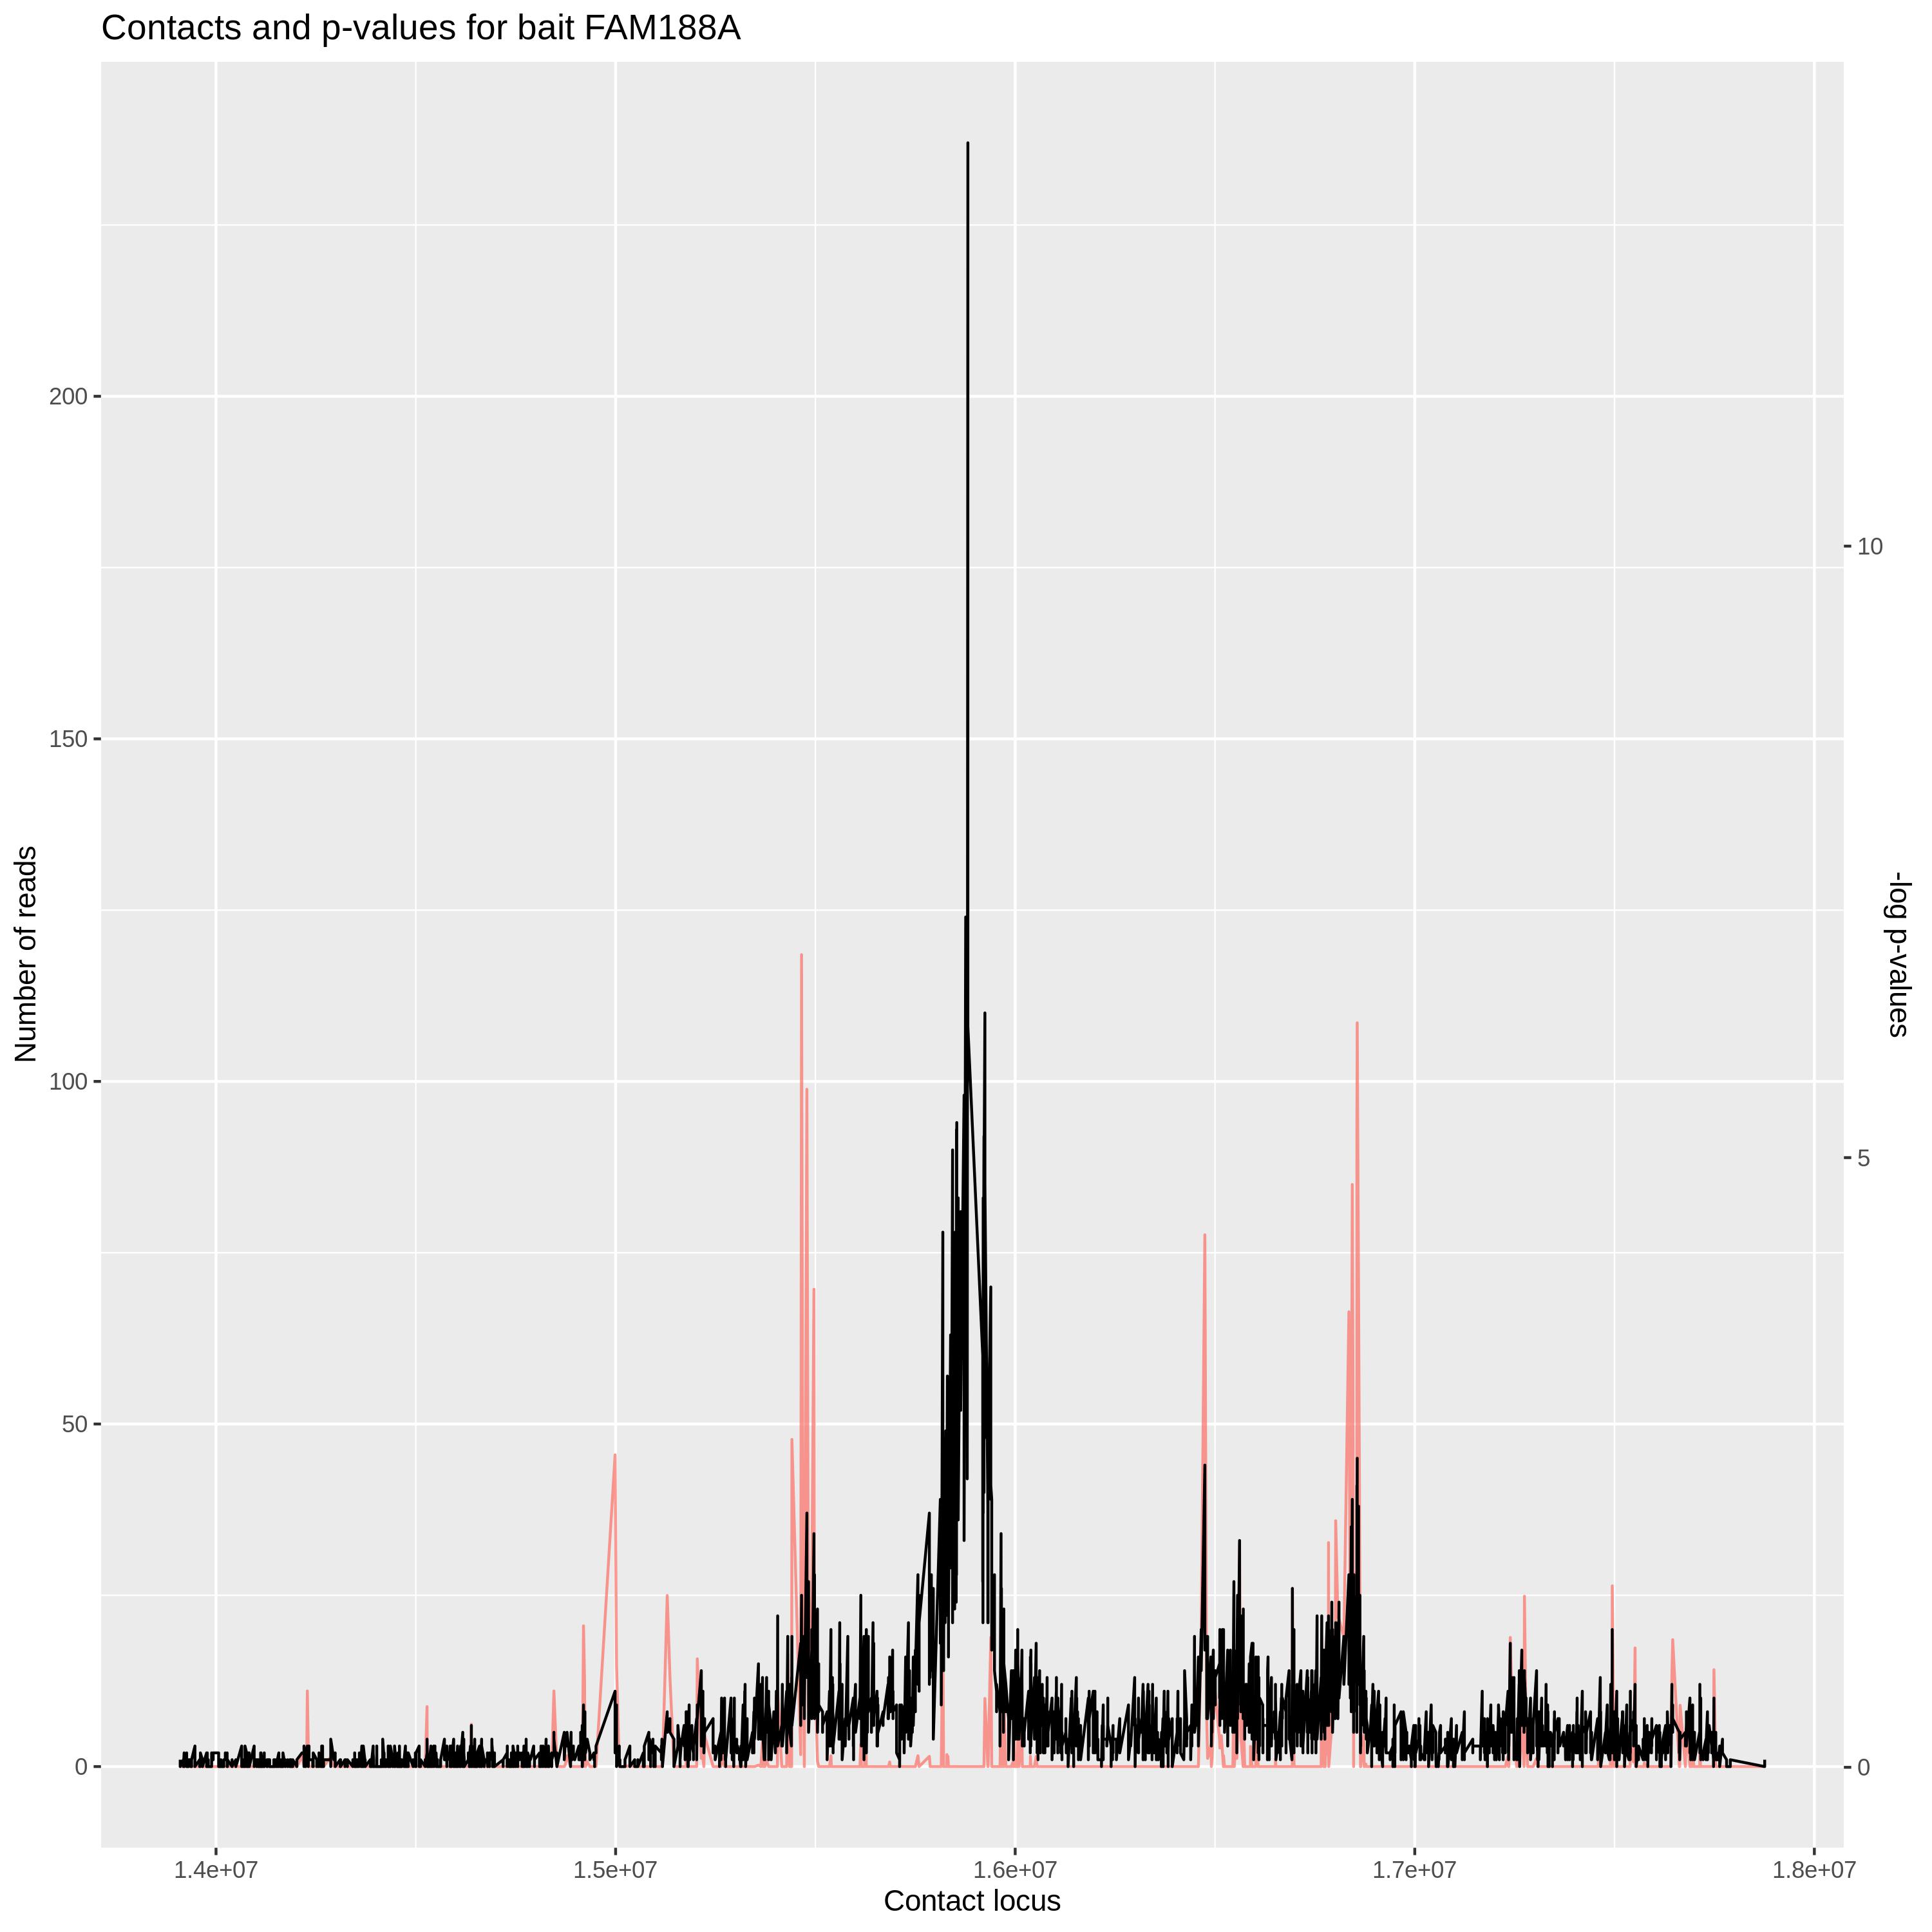 Contacts and p-values for bait FAM188A
Number of reads
200
150
100
50
0
10
5
0
-log p-values
1.4e+07 1.5e+07 1.6e+07 1.7e+07 1.8e+07
Contact locus